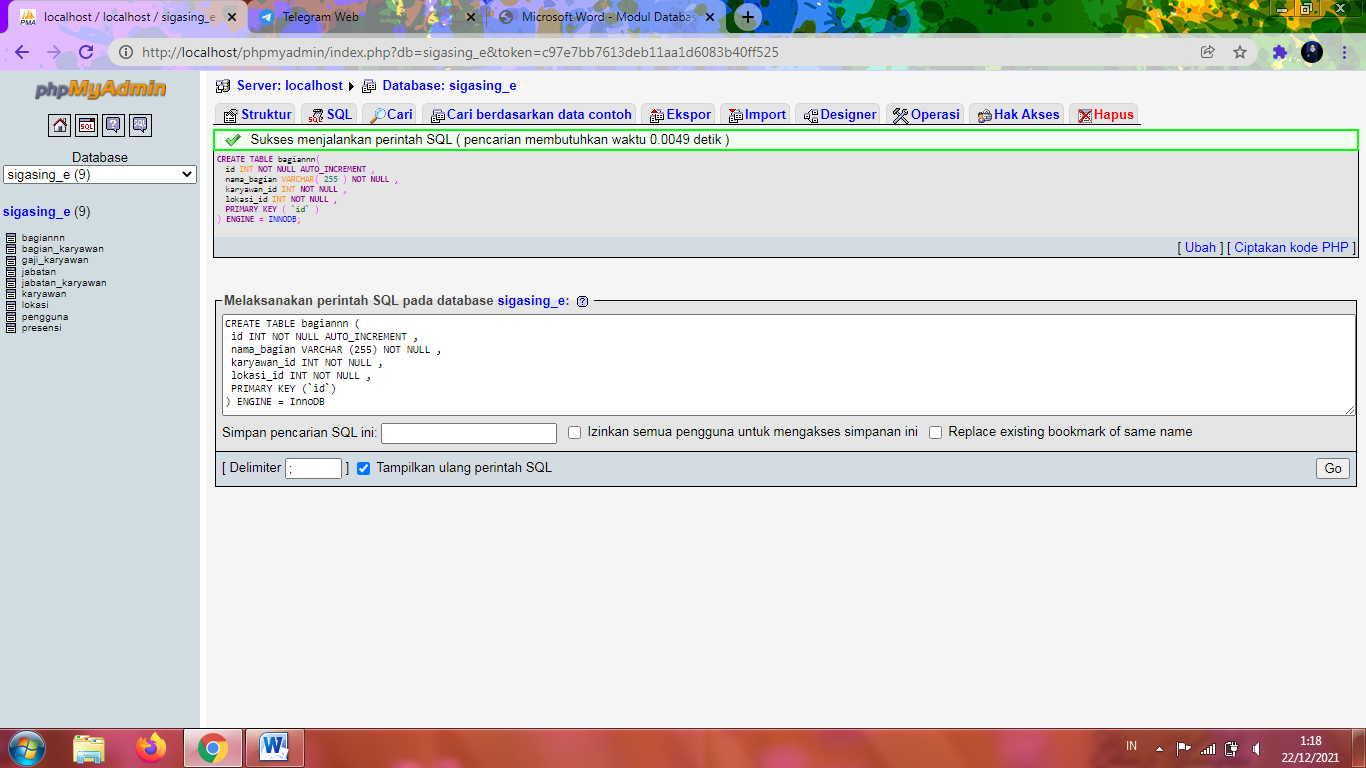 localhost / localhost / sigasing_e
Telegram Web
Microsoft Word - Modul Databas
http://localhost/phpmyadmin/index.php?db=sigasing_e&token=c97e7bb7613deb11aa1d6083b40ff525
phpMyAdmin
SQL
Database
sigasing_e (9)
sigasing_e (9)
bagiannn
bagian_karyawan
gaji_karyawan
jabatan
jabatan_karyawan
karyawan
lokasi
pengguna
presensi
Server: localhost Database: sigasing_e
Struktur SQL Cari Cari berdasarkan data contoh Ekspor Import Designer Operasi Hak Akses Hapus
Sukses menjalankan perintah SQL ( pencarian membutuhkan waktu 0.0049 detik )
CREATE TABLE bagiannn(
id INT NOT NULL AUTO_INCREMENT ,
nama_bagian VARCHAR( 255 ) NOT NULL ,
karyawan_id INT NOT NULL ,
lokasi_id INT NOT NULL ,
PRIMARY KEY ( `id` )
) ENGINE = INNODB;
[ Ubah ] [ Ciptakan kode PHP ]
Melaksanakan perintah SQL pada database sigasing_e:
CREATE TABLE bagiannn (
id INT NOT NULL AUTO_INCREMENT ,
nama_bagian VARCHAR (255) NOT NULL ,
karyawan_id INT NOT NULL ,
lokasi_id INT NOT NULL ,
PRIMARY KEY (`id`)
) ENGINE = InnoDB
Simpan pencarian SQL ini: Izinkan semua pengguna untuk mengakses simpanan ini Replace existing bookmark of same name
[ Delimiter ; ] Tampilkan ulang perintah SQL Go
IN
1:18
22/12/2021